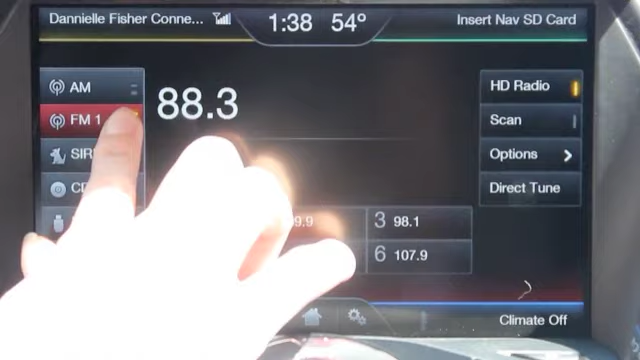 Dannielle Fisher Conne...
1:38 54°
Insert Nav SD Card
AM
FM 1
88.3
HD Radio
Scan
Options
Direct Tune
3 98.1
6 107.9
Climate Off